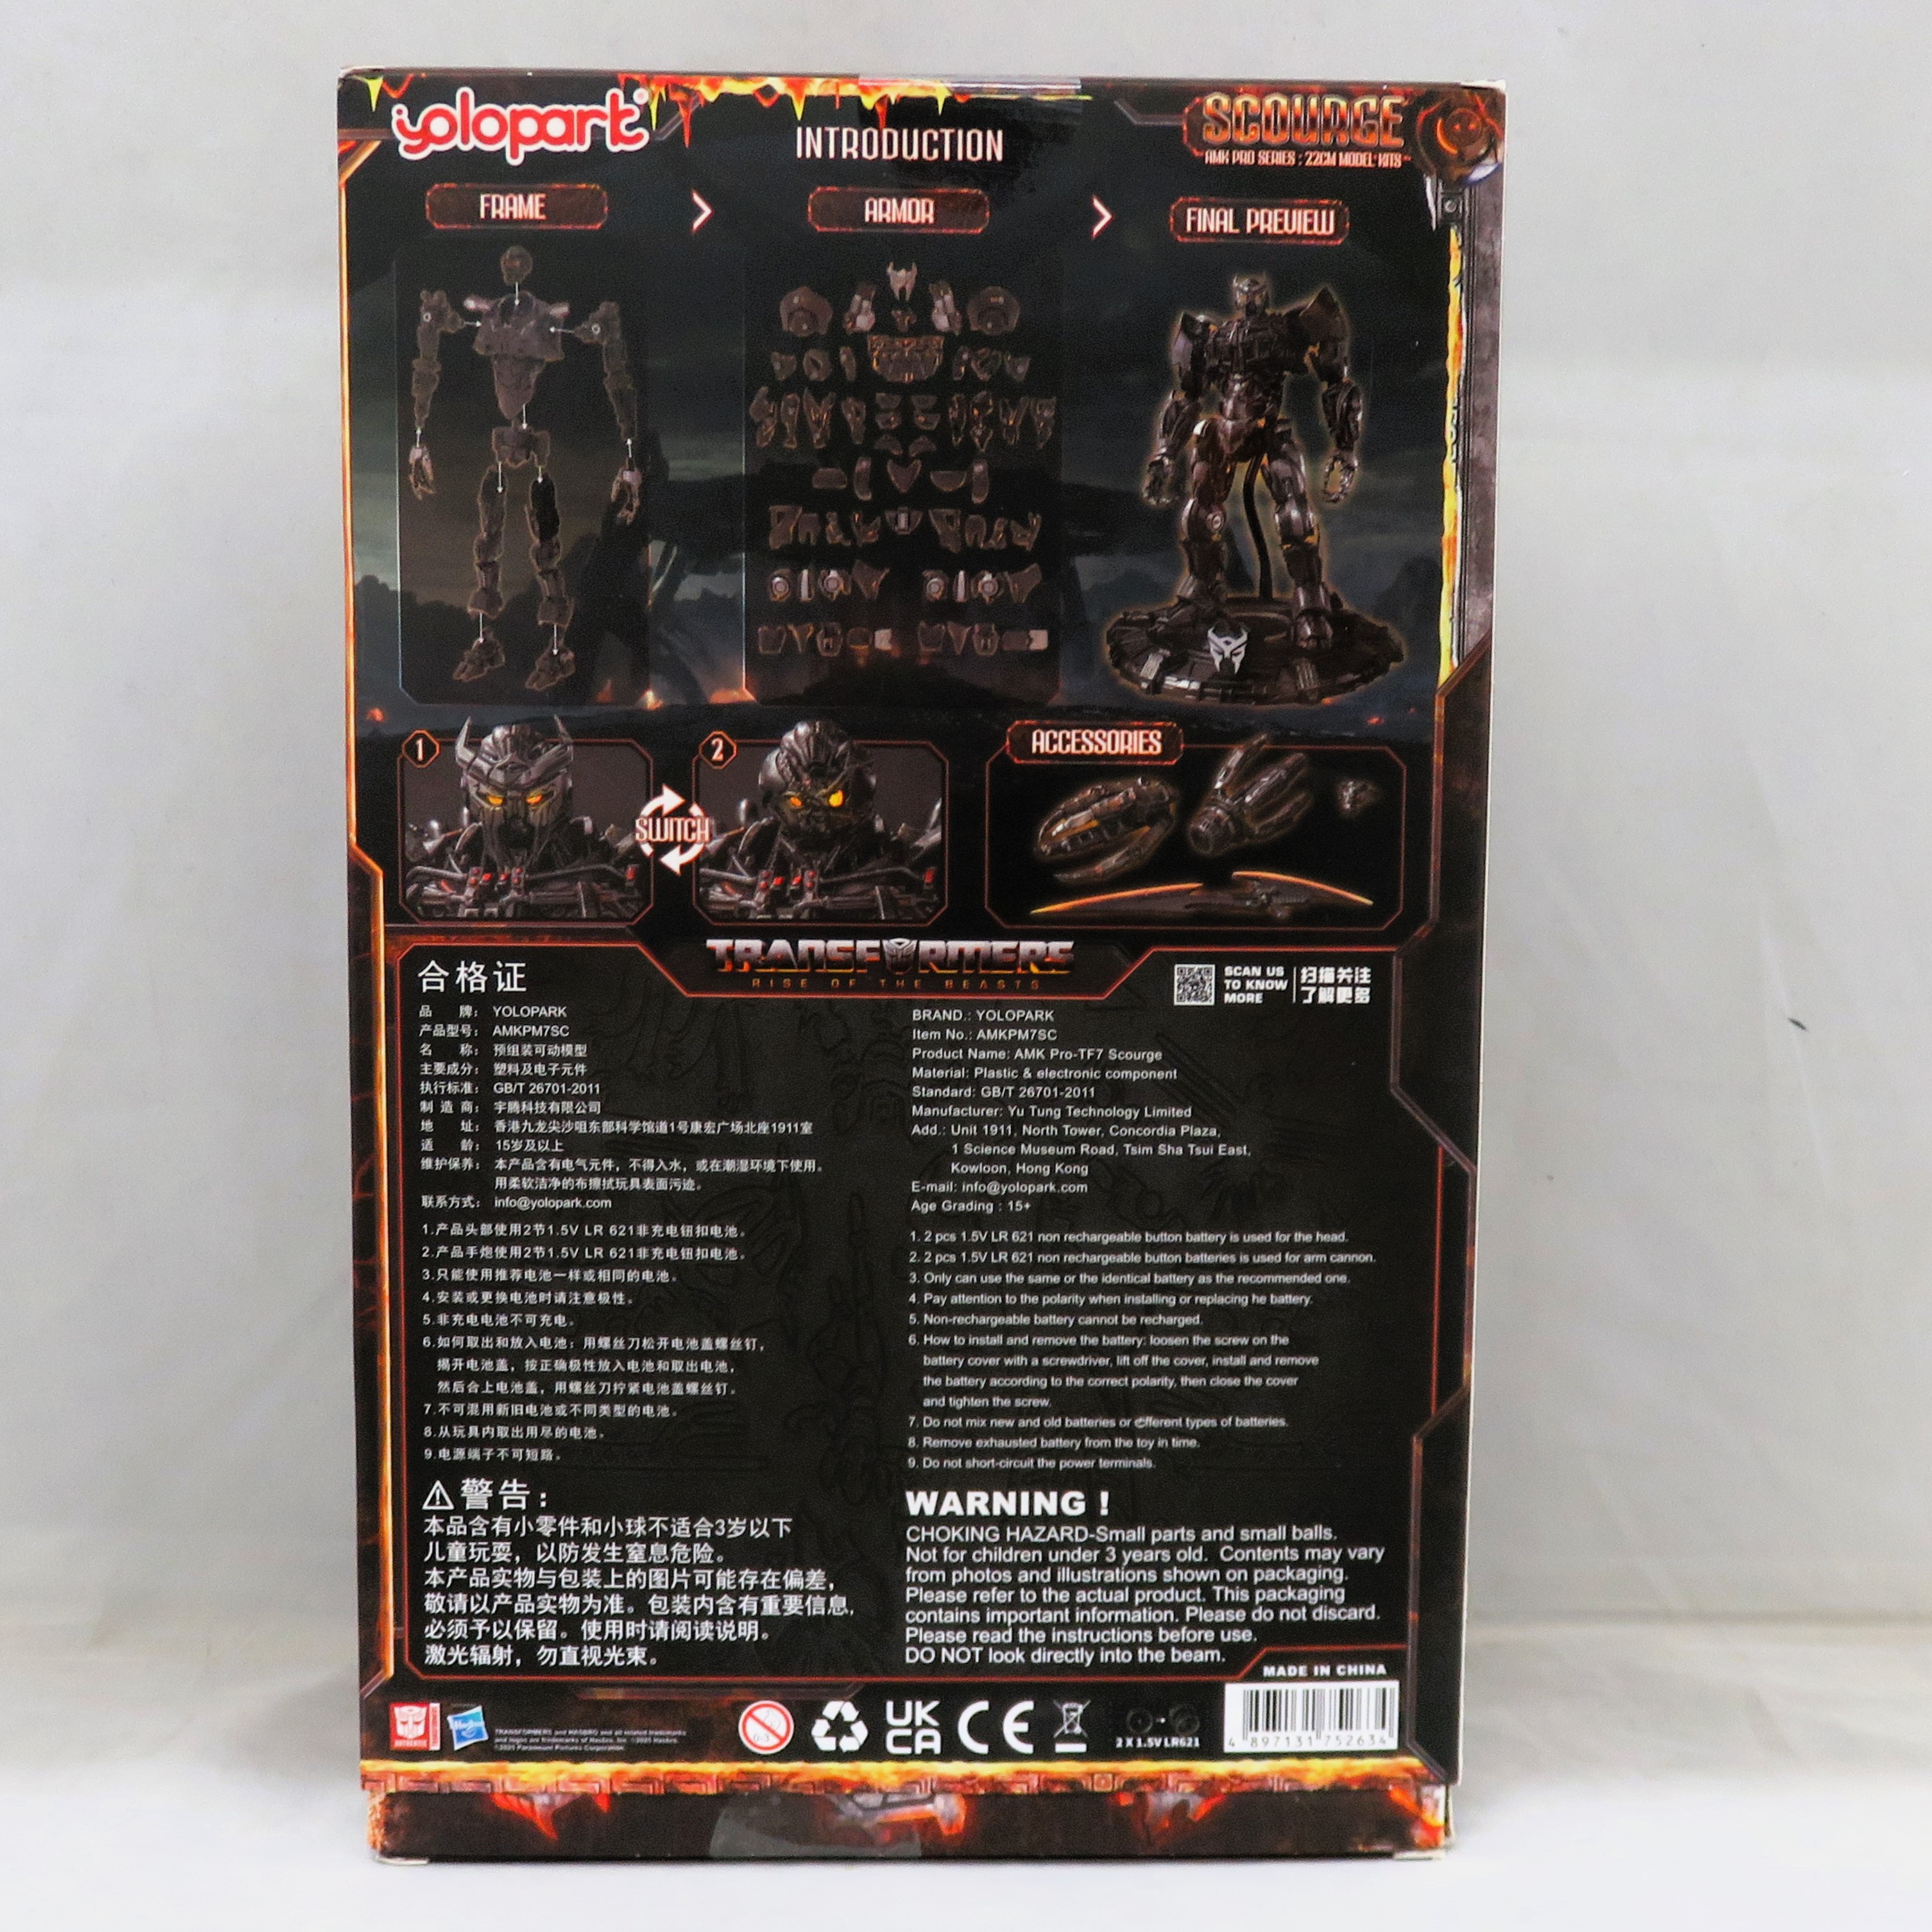 yolopart
INTRODUCTION
SCOURGE
AMK PRO SERIES : 22CM MODEL KITS
FRAME
ARMOR
FINAL PREVIEW
1
SWITCH
2
ACCESSORIES
TRANSFORMERS
RISE OF THE BEASTS
SCAN US
TO KNOW
MORE
扫描关注
了解更多
合格证
品 牌： YOLOPARK
产品型号： AMKPM7SC
名 称： 预组装可动模型
主要成分： 塑料及电子元件
执行标准： GB/T 26701-2011
制 造 商： 宇腾科技有限公司
地 址： 香港九龙尖沙咀东部科学馆道1号康宏广场北座1911室
适 龄： 15岁及以上
维护保养： 本产品含有电气元件，不得入水，或在潮湿环境下使用。
用柔软洁净的布擦拭玩具表面污迹。
联系方式： info@yolopark.com
1.产品头部使用2节1.5V LR 621非充电钮扣电池。
2.产品手炮使用2节1.5V LR 621非充电钮扣电池。
3.只能使用推荐电池一样或相同的电池。
4.安装或更换电池时请注意极性。
5.非充电电池不可充电。
6.如何取出和放入电池：用螺丝刀松开电池盖螺丝钉，
揭开电池盖，按正确极性放入电池和取出电池，
然后合上电池盖，用螺丝刀拧紧电池盖螺丝钉。
7.不可混用新旧电池或不同类型的电池。
8.从玩具内取出用尽的电池。
9.电源端子不可短路。
警告：
本品含有小零件和小球不适合3岁以下
儿童玩耍，以防发生窒息危险。
本产品实物与包装上的图片可能存在偏差，
敬请以产品实物为准。包装内含有重要信息，
必须予以保留。使用时请阅读说明。
激光辐射，勿直视光束。
BRAND.: YOLOPARK
Item No.: AMKPM7SC
Product Name: AMK Pro-TF7 Scourge
Material: Plastic & electronic component
Standard: GB/T 26701-2011
Manufacturer: Yu Tung Technology Limited
Add.: Unit 1911, North Tower, Concordia Plaza,
1 Science Museum Road, Tsim Sha Tsui East,
Kowloon, Hong Kong
E-mail: info@yolopark.com
Age Grading : 15+
1. 2 pcs 1.5V LR 621 non rechargeable button battery is used for the head.
2. 2 pcs 1.5V LR 621 non rechargeable button batteries is used for arm cannon.
3. Only can use the same or the identical battery as the recommended one.
4. Pay attention to the polarity when installing or replacing he battery.
5. Non-rechargeable battery cannot be recharged.
6. How to install and remove the battery: loosen the screw on the
battery cover with a screwdriver, lift off the cover, install and remove
the battery according to the correct polarity, then close the cover
and tighten the screw.
7. Do not mix new and old batteries or different types of batteries.
8. Remove exhausted battery from the toy in time.
9. Do not short-circuit the power terminals.
WARNING !
CHOKING HAZARD-Small parts and small balls.
Not for children under 3 years old. Contents may vary
from photos and illustrations shown on packaging.
Please refer to the actual product. This packaging
contains important information. Please do not discard.
Please read the instructions before use.
DO NOT look directly into the beam.
MADE IN CHINA
AUTHENTIC
Hasbro
TRANSFORMERS and HASBRO and all related trademarks
and logos are trademarks of Hasbro, Inc. ©2025 Hasbro.
©2025 Paramount Pictures Corporation.
0-3
UK
CA
CE
2 X 1.5V LR621
4 897131 752634